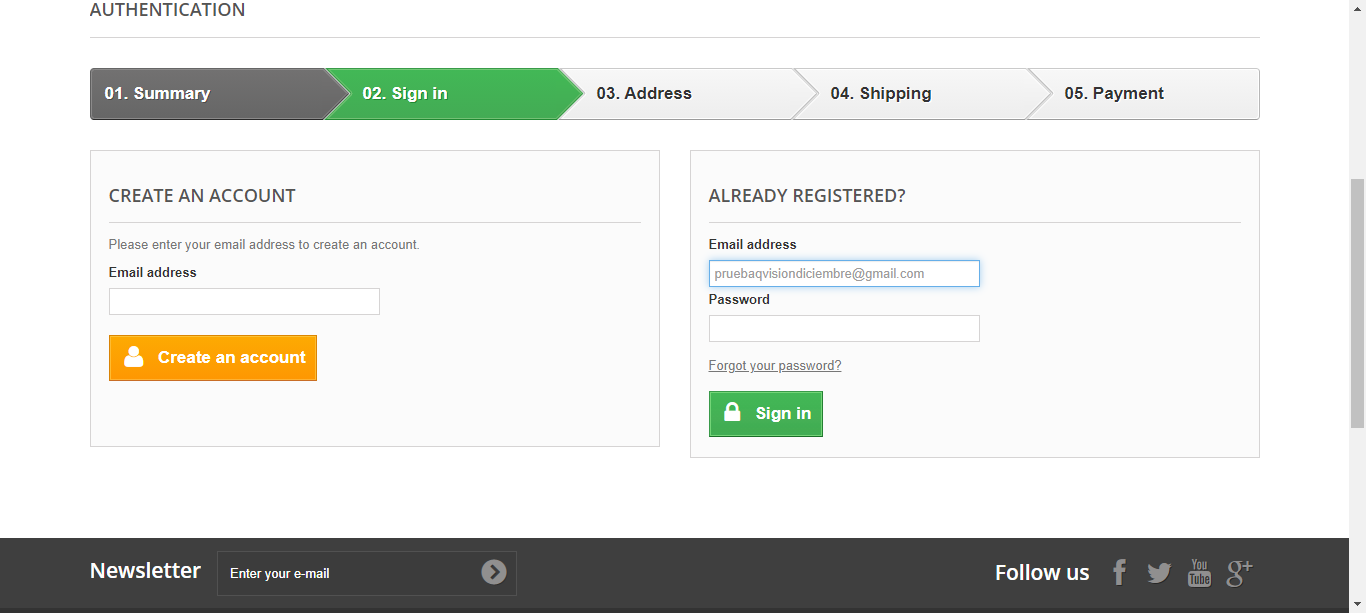 AUTHENTICATION
01. Summary
02. Sign in
03. Address
04. Shipping
05. Payment
CREATE AN ACCOUNT
Please enter your email address to create an account.
Email address
Create an account
ALREADY REGISTERED?
Email address
pruebaqvisiondiciembre@gmail.com
Password
Forgot your password?
Sign in
Newsletter
Enter your e-mail
Follow us
You
Tube
g+